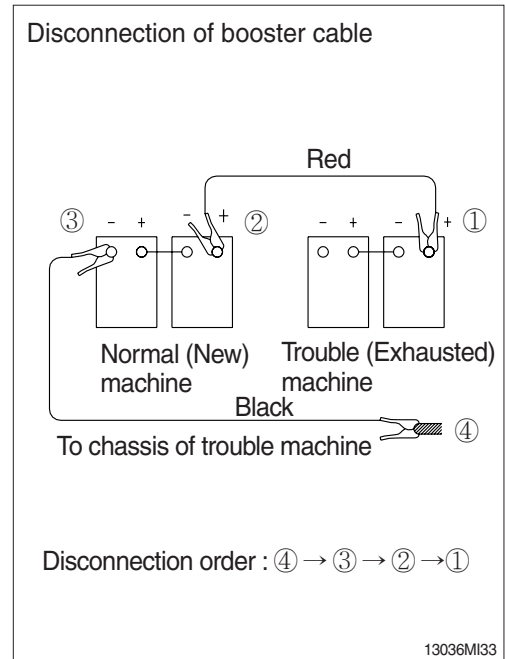 Disconnection of booster cable
Red
③ - + - + ② - + - + ①
Normal (New)
machine
Trouble (Exhausted)
machine
Black
To chassis of trouble machine ④
Disconnection order : ④ → ③ → ② → ①
13036MI33